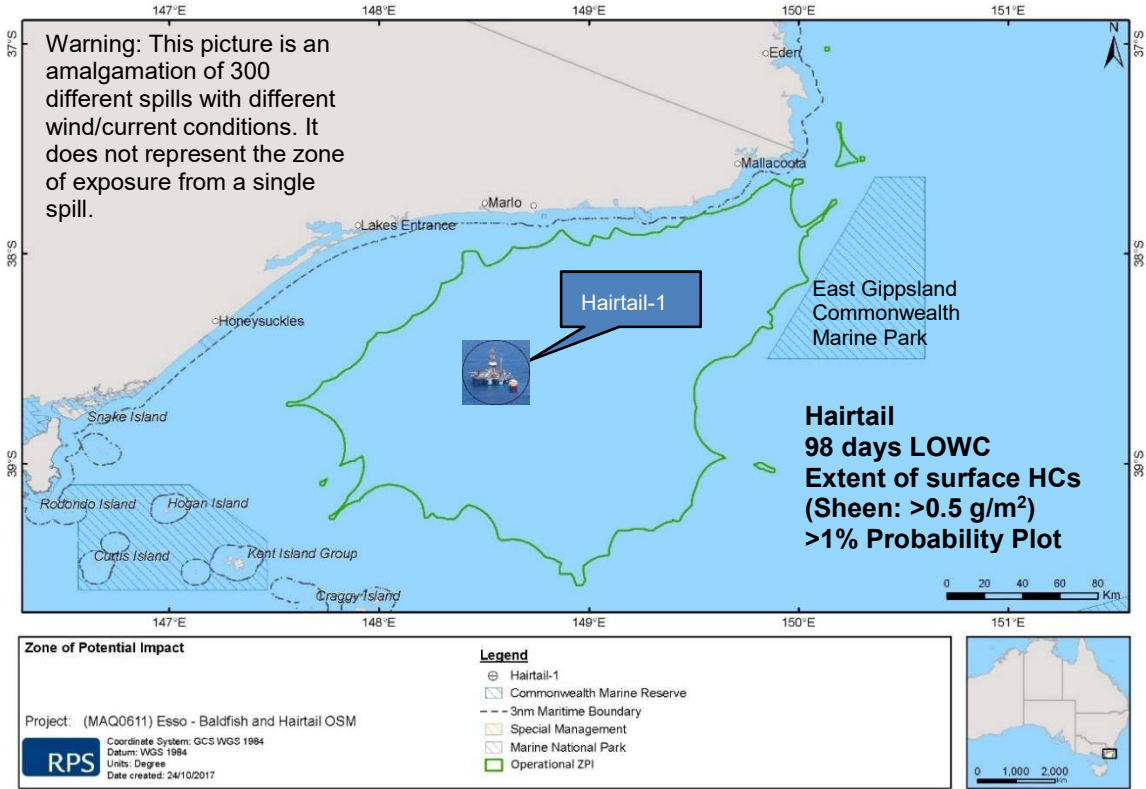 147°E 148°E 149°E 150°E 151°E
37°S 37°S
Warning: This picture is an
amalgamation of 300
different spills with different
wind/current conditions. It
does not represent the zone
of exposure from a single
spill.
N
Eden
Mallacoota
Marlo
Lakes Entrance
38°S 38°S
Hairtail-1
East Gippsland
Commonwealth
Marine Park
Honeysuckles
Snake Island
Hairtail
98 days LOWC
Extent of surface HCs
(Sheen: >0.5 g/m²)
>1% Probability Plot
39°S 39°S
Rodondo Island
Hogan Island
Curtis Island
Kent Island Group
Craggy Island
0 20 40 60 80
Km
147°E 148°E 149°E 150°E 151°E
Zone of Potential Impact
Project: (MAQ0611) Esso - Baldfish and Hairtail OSM
RPS
Coordinate System: GCS WGS 1984
Datum: WGS 1984
Units: Degree
Date created: 24/10/2017
Legend
Hairtail-1
Commonwealth Marine Reserve
3nm Maritime Boundary
Special Management
Marine National Park
Operational ZPI
0 1,000 2,000
Km